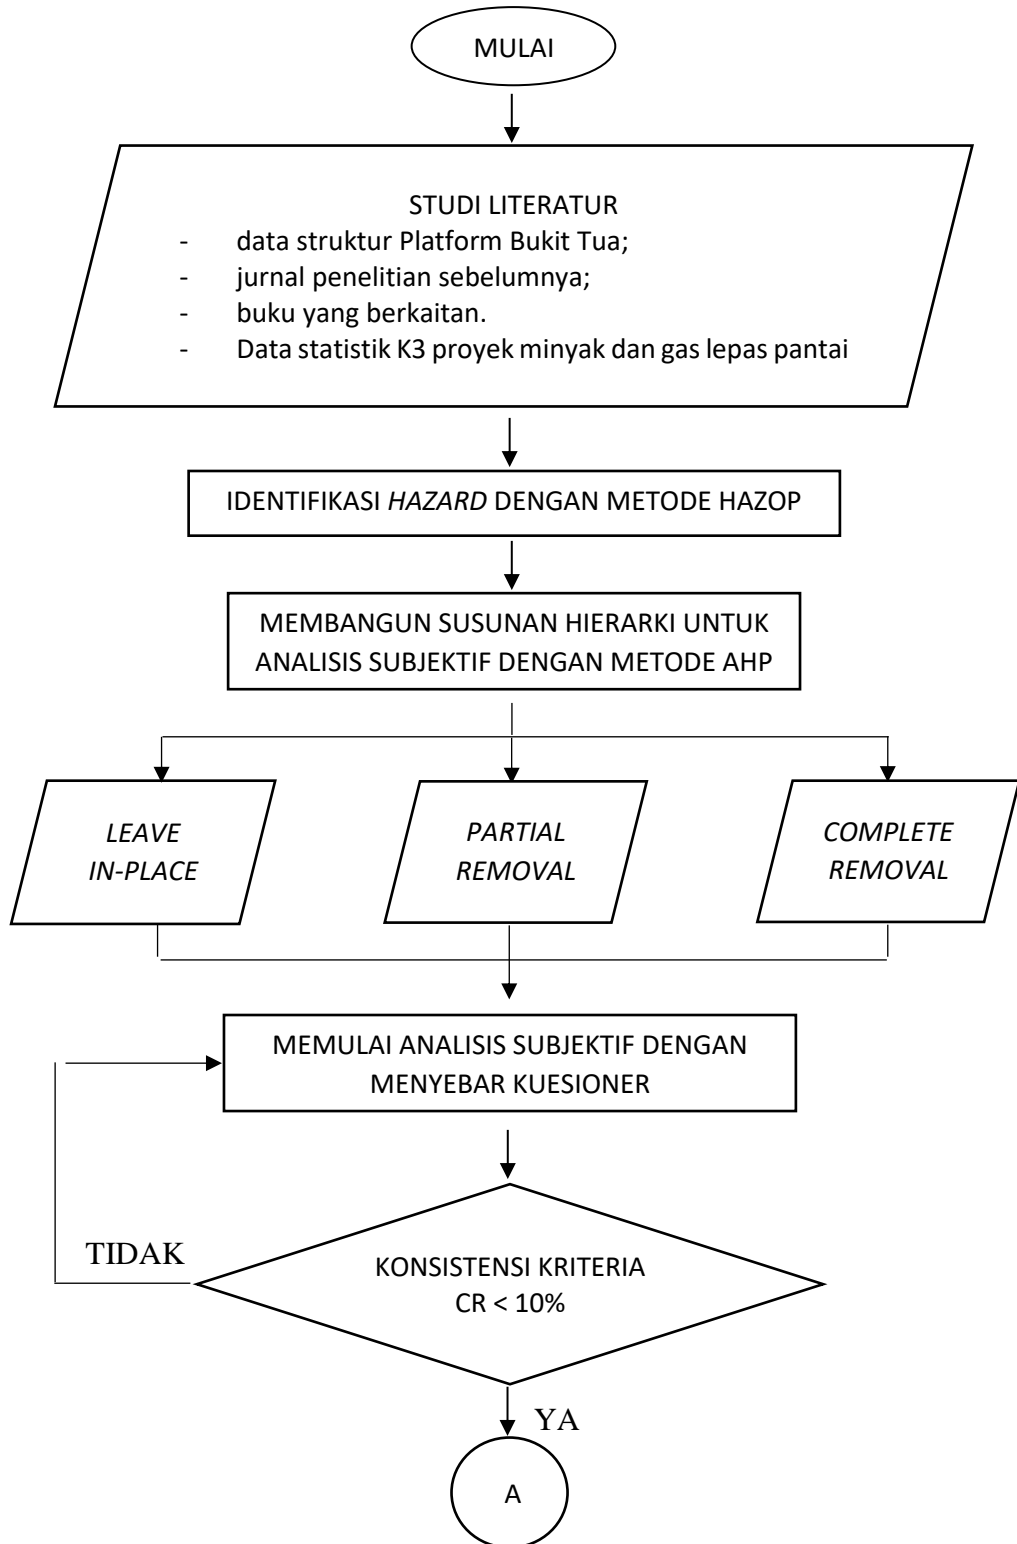 MULAI
STUDI LITERATUR
- data struktur Platform Bukit Tua;
- jurnal penelitian sebelumnya;
- buku yang berkaitan.
- Data statistik K3 proyek minyak dan gas lepas pantai
IDENTIFIKASI HAZARD DENGAN METODE HAZOP
MEMBANGUN SUSUNAN HIERARKI UNTUK
ANALISIS SUBJEKTIF DENGAN METODE AHP
LEAVE
IN-PLACE
PARTIAL
REMOVAL
COMPLETE
REMOVAL
MEMULAI ANALISIS SUBJEKTIF DENGAN
MENYEBAR KUESIONER
TIDAK
KONSISTENSI KRITERIA
CR < 10%
YA
A